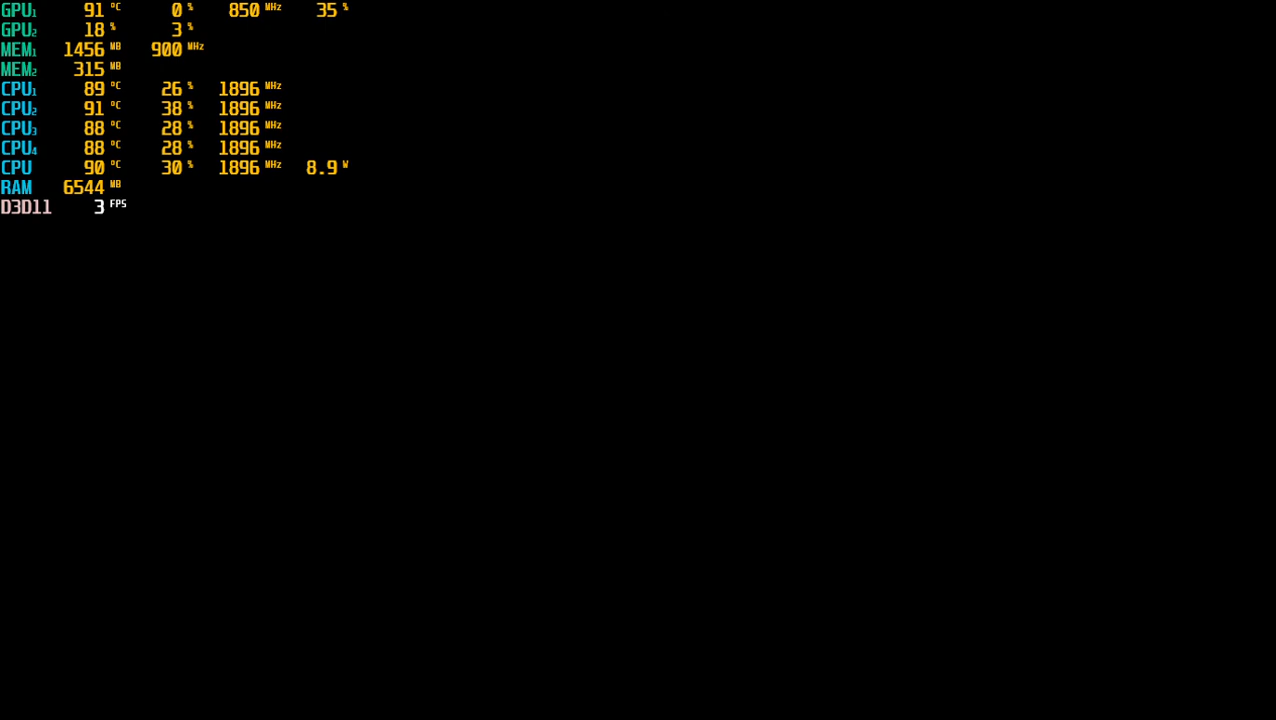 GPU₁ 91 °C 0 % 850 MHz 35 %
GPU₂ 18 % 3 %
MEM₁ 1456 MB 900 MHz
MEM₂ 315 MB
CPU₁ 89 °C 26 % 1896 MHz
CPU₂ 91 °C 38 % 1896 MHz
CPU₃ 88 °C 28 % 1896 MHz
CPU₄ 88 °C 28 % 1896 MHz
CPU 90 °C 30 % 1896 MHz 8.9 W
RAM 6544 MB
D3D11 3 FPS